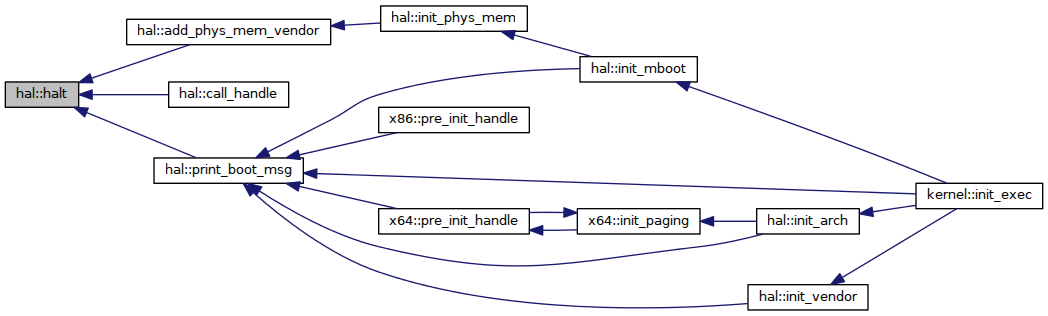 hal::init_phys_mem
hal::add_phys_mem_vendor
hal::init_mboot
hal::halt
hal::call_handle
x86::pre_init_handle
hal::print_boot_msg
kernel::init_exec
x64::pre_init_handle
x64::init_paging
hal::init_arch
hal::init_vendor